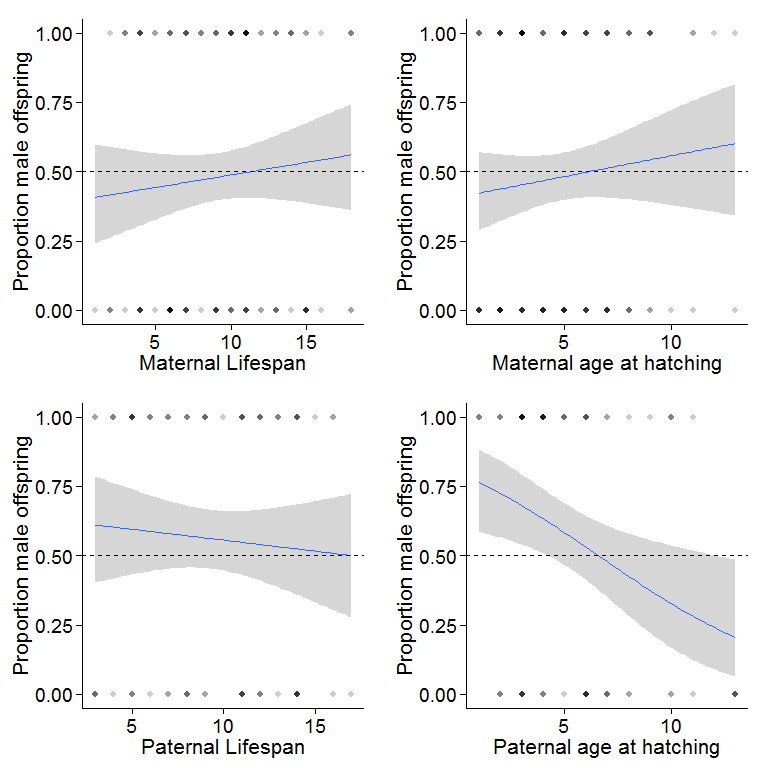 Proportion male offspring
1.00
0.75
0.50
0.25
0.00
5 10 15
Maternal Lifespan
Proportion male offspring
1.00
0.75
0.50
0.25
0.00
5 10
Maternal age at hatching
Proportion male offspring
1.00
0.75
0.50
0.25
0.00
5 10 15
Paternal Lifespan
Proportion male offspring
1.00
0.75
0.50
0.25
0.00
5 10
Paternal age at hatching